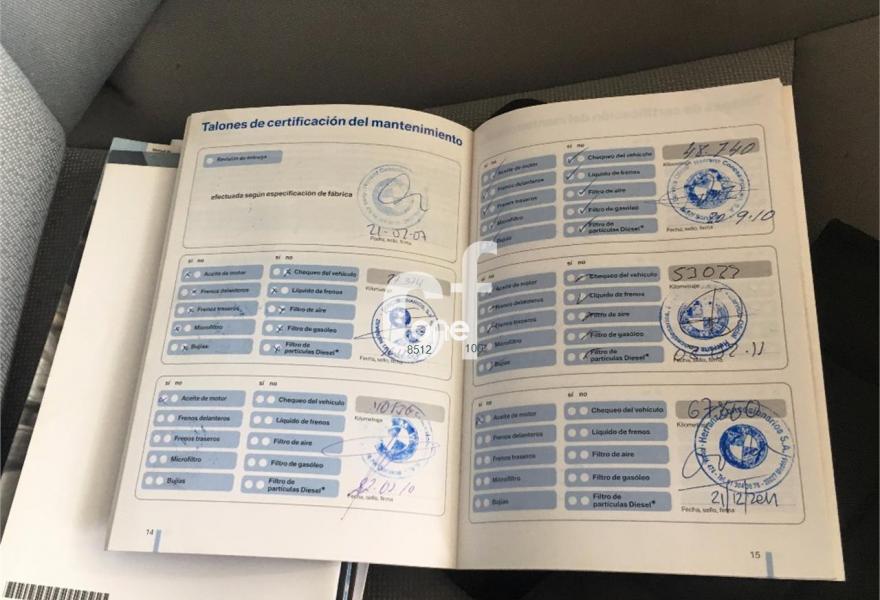 Talones de certificación del mantenimiento
Revisión de entrega
efectuada según especificación de fábrica
21-02-07
Fecha, sello, firma
sí no
sí no
Aceite de motor
Chequeo del vehículo
Frenos delanteros
Líquido de frenos
Frenos traseros
Filtro de aire
Microfiltro
Filtro de gasóleo
Bujías
Filtro de
partículas Diesel*
Kilometraje
Fecha, sello, firma
sí no
sí no
Aceite de motor
Chequeo del vehículo
Frenos delanteros
Líquido de frenos
Frenos traseros
Filtro de aire
Microfiltro
Filtro de gasóleo
Bujías
Filtro de
partículas Diesel*
Kilometraje
Fecha, sello, firma
14
sí no
sí no
Aceite de motor
Chequeo del vehículo
Frenos delanteros
Líquido de frenos
Frenos traseros
Filtro de aire
Microfiltro
Filtro de gasóleo
Bujías
Filtro de
partículas Diesel*
48.740
Kilometraje
20-9-10
Fecha, sello, firma
sí no
sí no
Aceite de motor
Chequeo del vehículo
Frenos delanteros
Líquido de frenos
Frenos traseros
Filtro de aire
Microfiltro
Filtro de gasóleo
Bujías
Filtro de
partículas Diesel*
Kilometraje
Fecha, sello, firma
sí no
sí no
Aceite de motor
Chequeo del vehículo
Frenos delanteros
Líquido de frenos
Frenos traseros
Filtro de aire
Microfiltro
Filtro de gasóleo
Bujías
Filtro de
partículas Diesel*
Kilometraje
21/12/2011
Fecha, sello, firma
15
one
8512